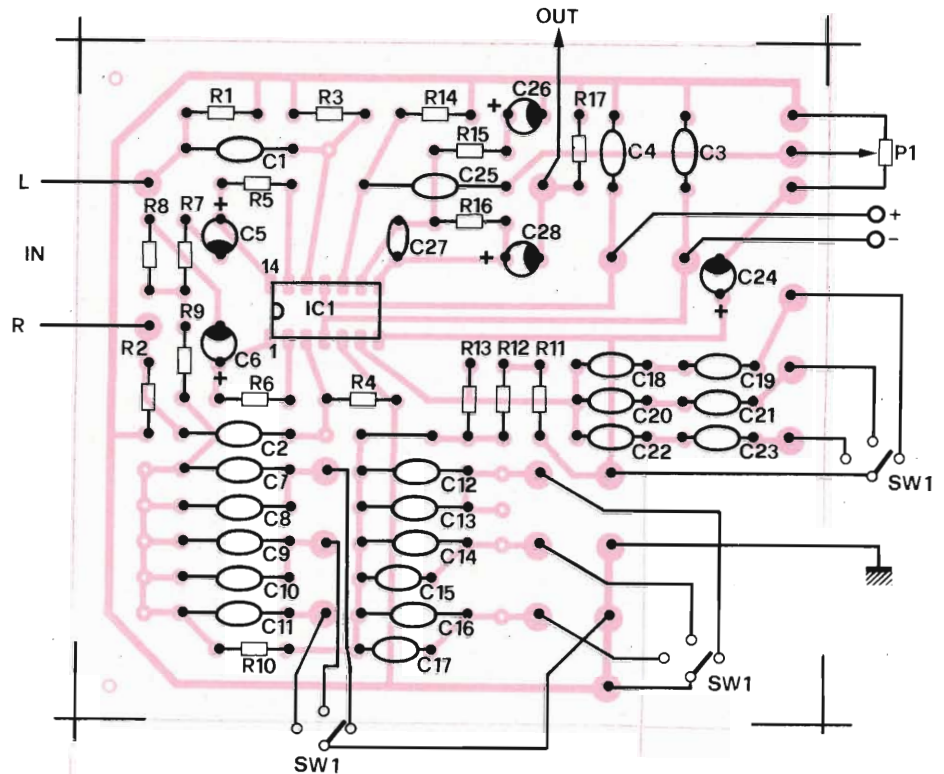 OUT
C26
R1
R3
R14
R17
+
R15
C1
C4
C3
P1
L
R5
C25
R8
R7
+
R16
+
C5
C27
C28
−
IN
+
14
C24
IC1
R
R9
+
C6
1
R2
+
R13
R12
R11
R6
R4
C18
C19
C20
C21
C2
C22
C23
C7
C12
SW1
C8
C13
C9
C14
C10
C15
C11
C16
R10
C17
SW1
SW1